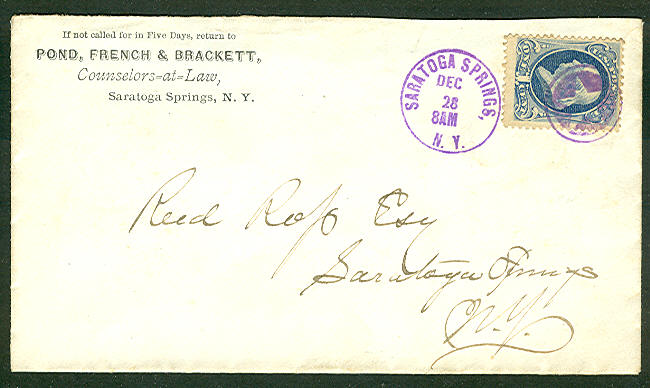 If not called for in Five Days, return to
POND, FRENCH & BRACKETT,
Counselors=at=Law,
Saratoga Springs, N. Y.
SARATOGA SPRINGS,
DEC
28
8AM
N. Y.
Reed Ross Esq
Saratoga Springs
N.Y.